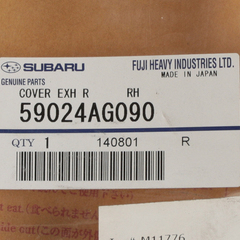 SUBARU
FUJI HEAVY INDUSTRIES LTD.
GENUINE PARTS
MADE IN JAPAN
COVER EXH R RH
59024AG090
QTY 1 140801 R